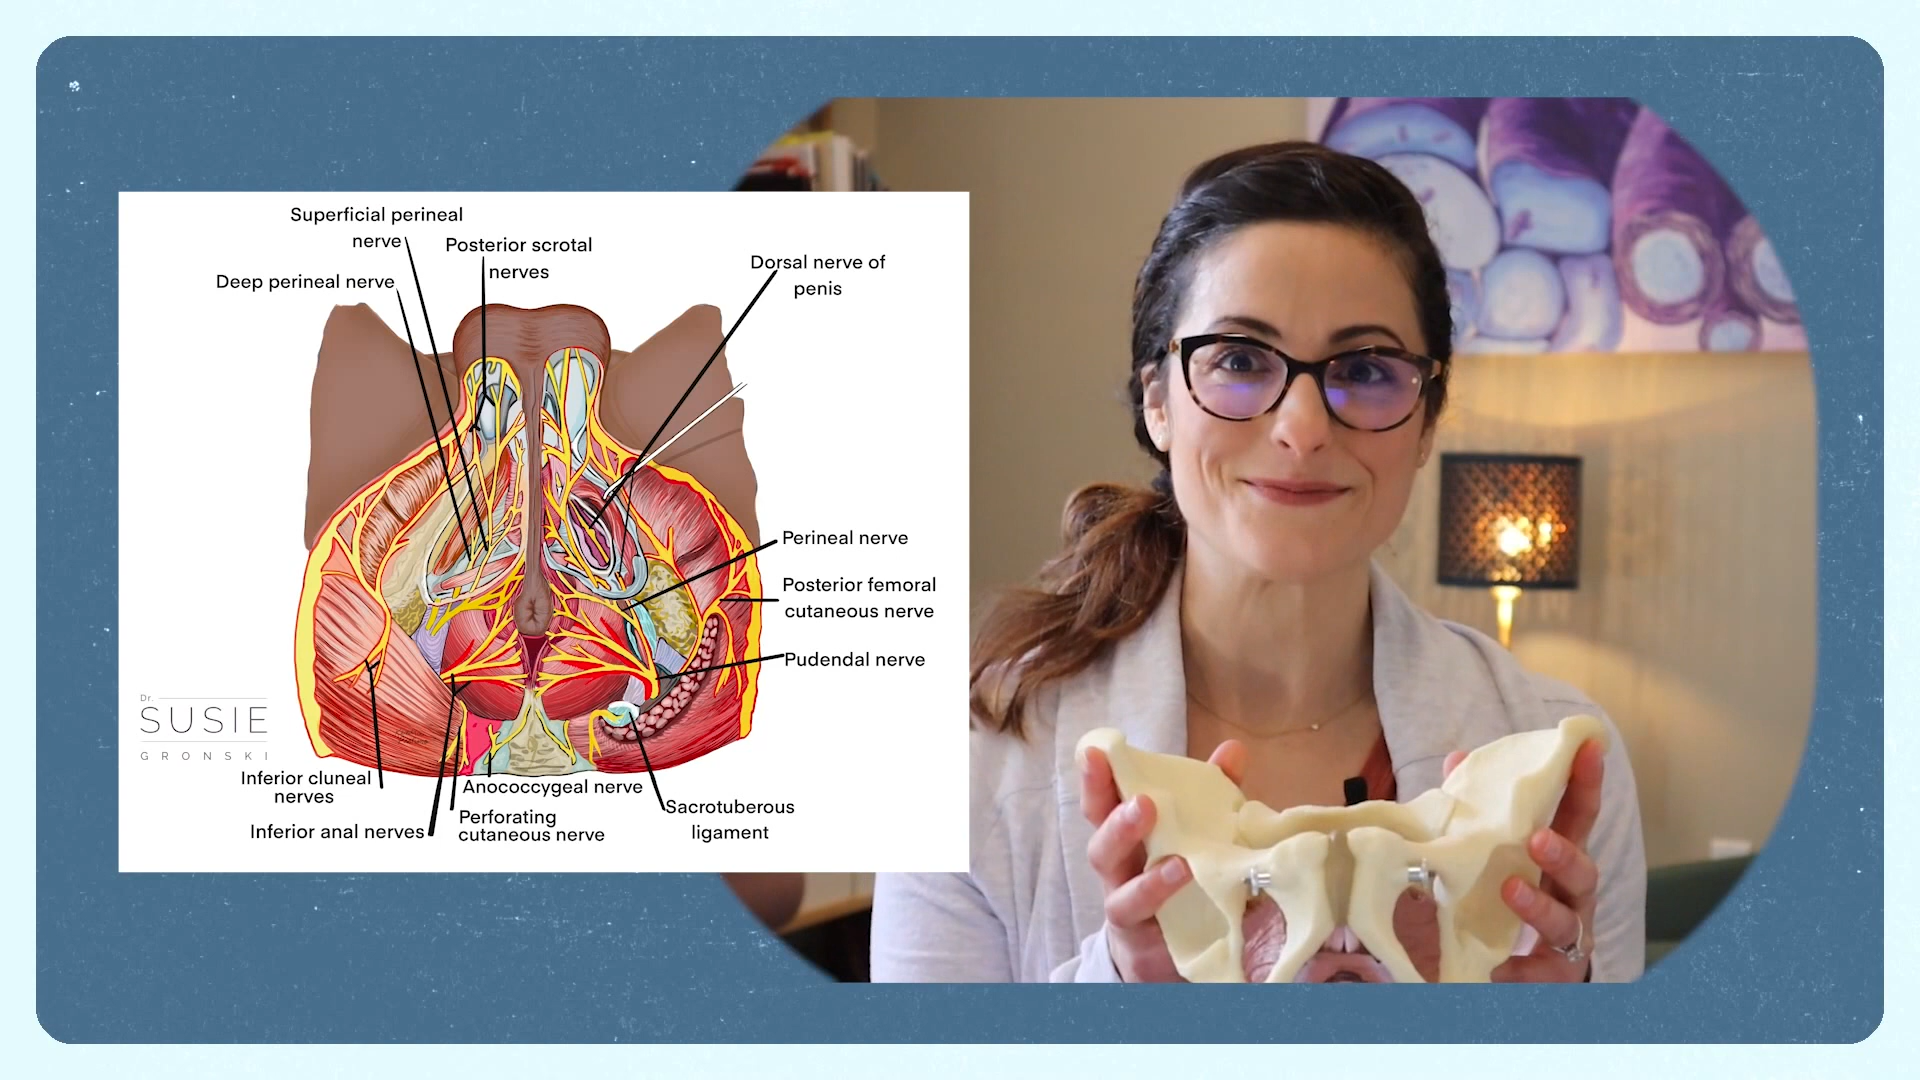 Superficial perineal
nerve
Posterior scrotal
nerves
Deep perineal nerve
Dorsal nerve of
penis
Perineal nerve
Posterior femoral
cutaneous nerve
Pudendal nerve
Dr.
SUSIE
GRONSKI
Inferior cluneal
nerves
Anococcygeal nerve
Inferior anal nerves
Perforating
cutaneous nerve
Sacrotuberous
ligament